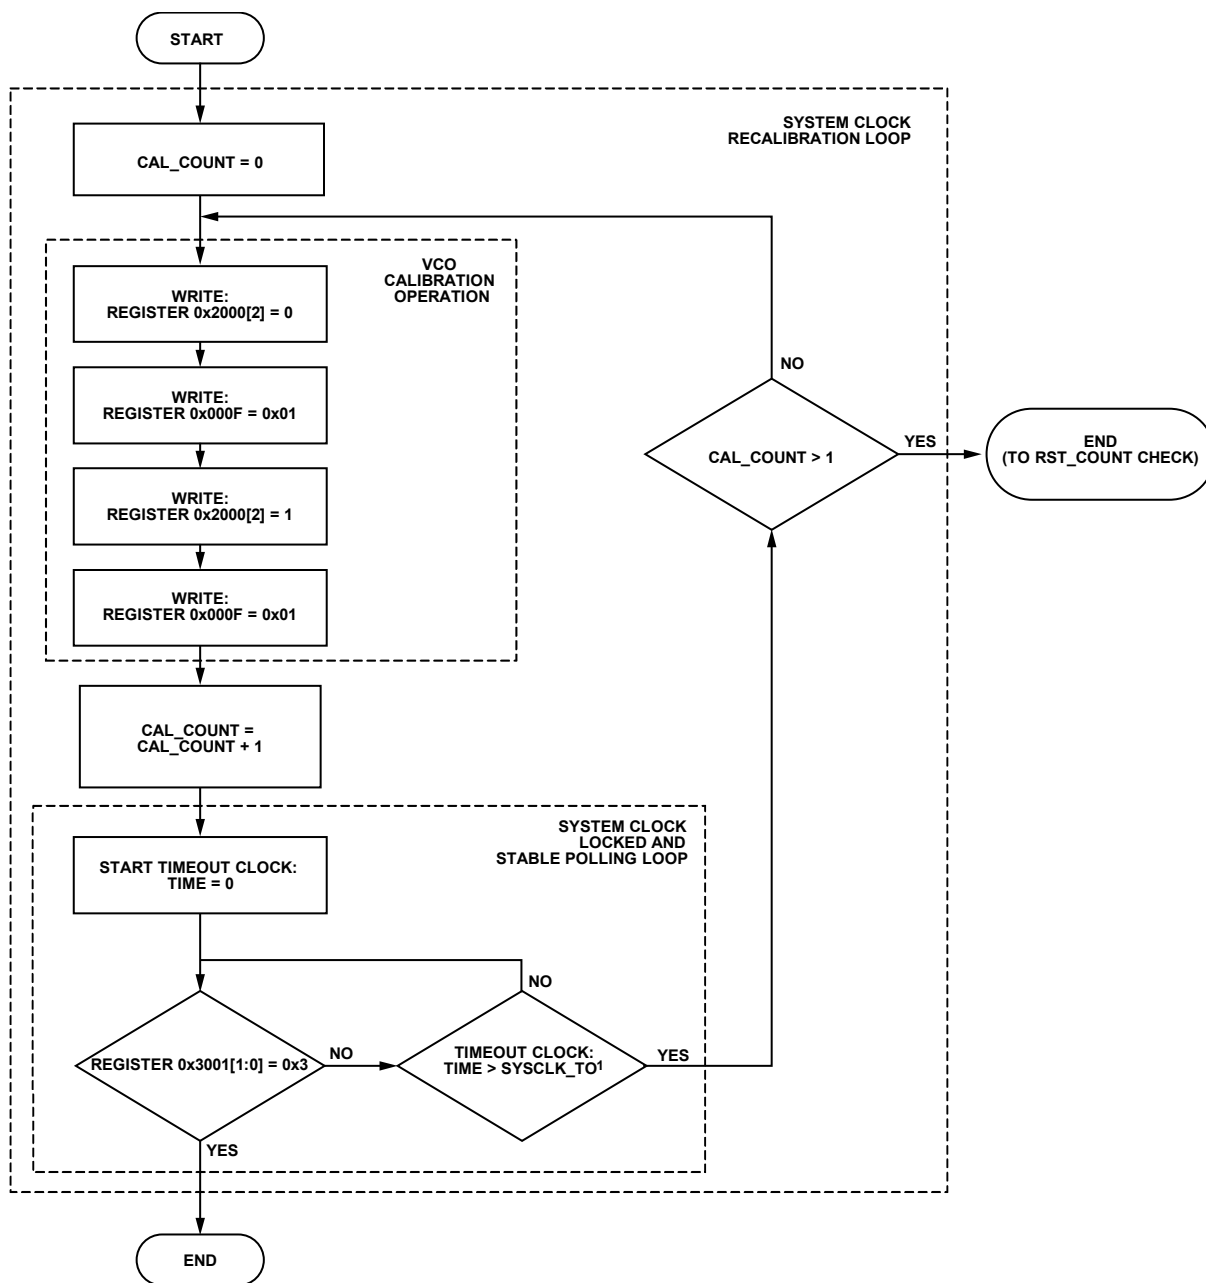 START
SYSTEM CLOCK
RECALIBRATION LOOP
CAL_COUNT = 0
VCO
CALIBRATION
OPERATION
WRITE:
REGISTER 0x2000[2] = 0
WRITE:
REGISTER 0x000F = 0x01
WRITE:
REGISTER 0x2000[2] = 1
WRITE:
REGISTER 0x000F = 0x01
NO
CAL_COUNT > 1
YES
END
(TO RST_COUNT CHECK)
CAL_COUNT =
CAL_COUNT + 1
SYSTEM CLOCK
LOCKED AND
STABLE POLLING LOOP
START TIMEOUT CLOCK:
TIME = 0
NO
REGISTER 0x3001[1:0] = 0x3
NO
TIMEOUT CLOCK:
TIME > SYSCLK_TO¹
YES
YES
END